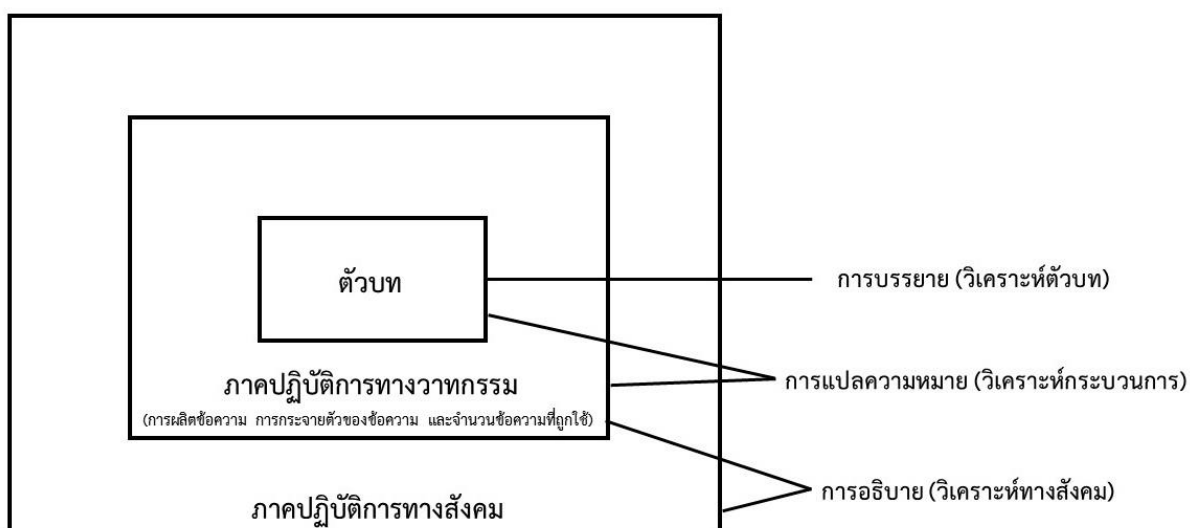 ตัวบท
การบรรยาย (วิเคราะห์ตัวบท)
ภาคปฏิบัติการทางวาทกรรม
(การผลิตข้อความ การกระจายตัวของข้อความ และจำนวนข้อความที่ถูกใช้)
การแปลความหมาย (วิเคราะห์กระบวนการ)
ภาคปฏิบัติการทางสังคม
การอธิบาย (วิเคราะห์ทางสังคม)